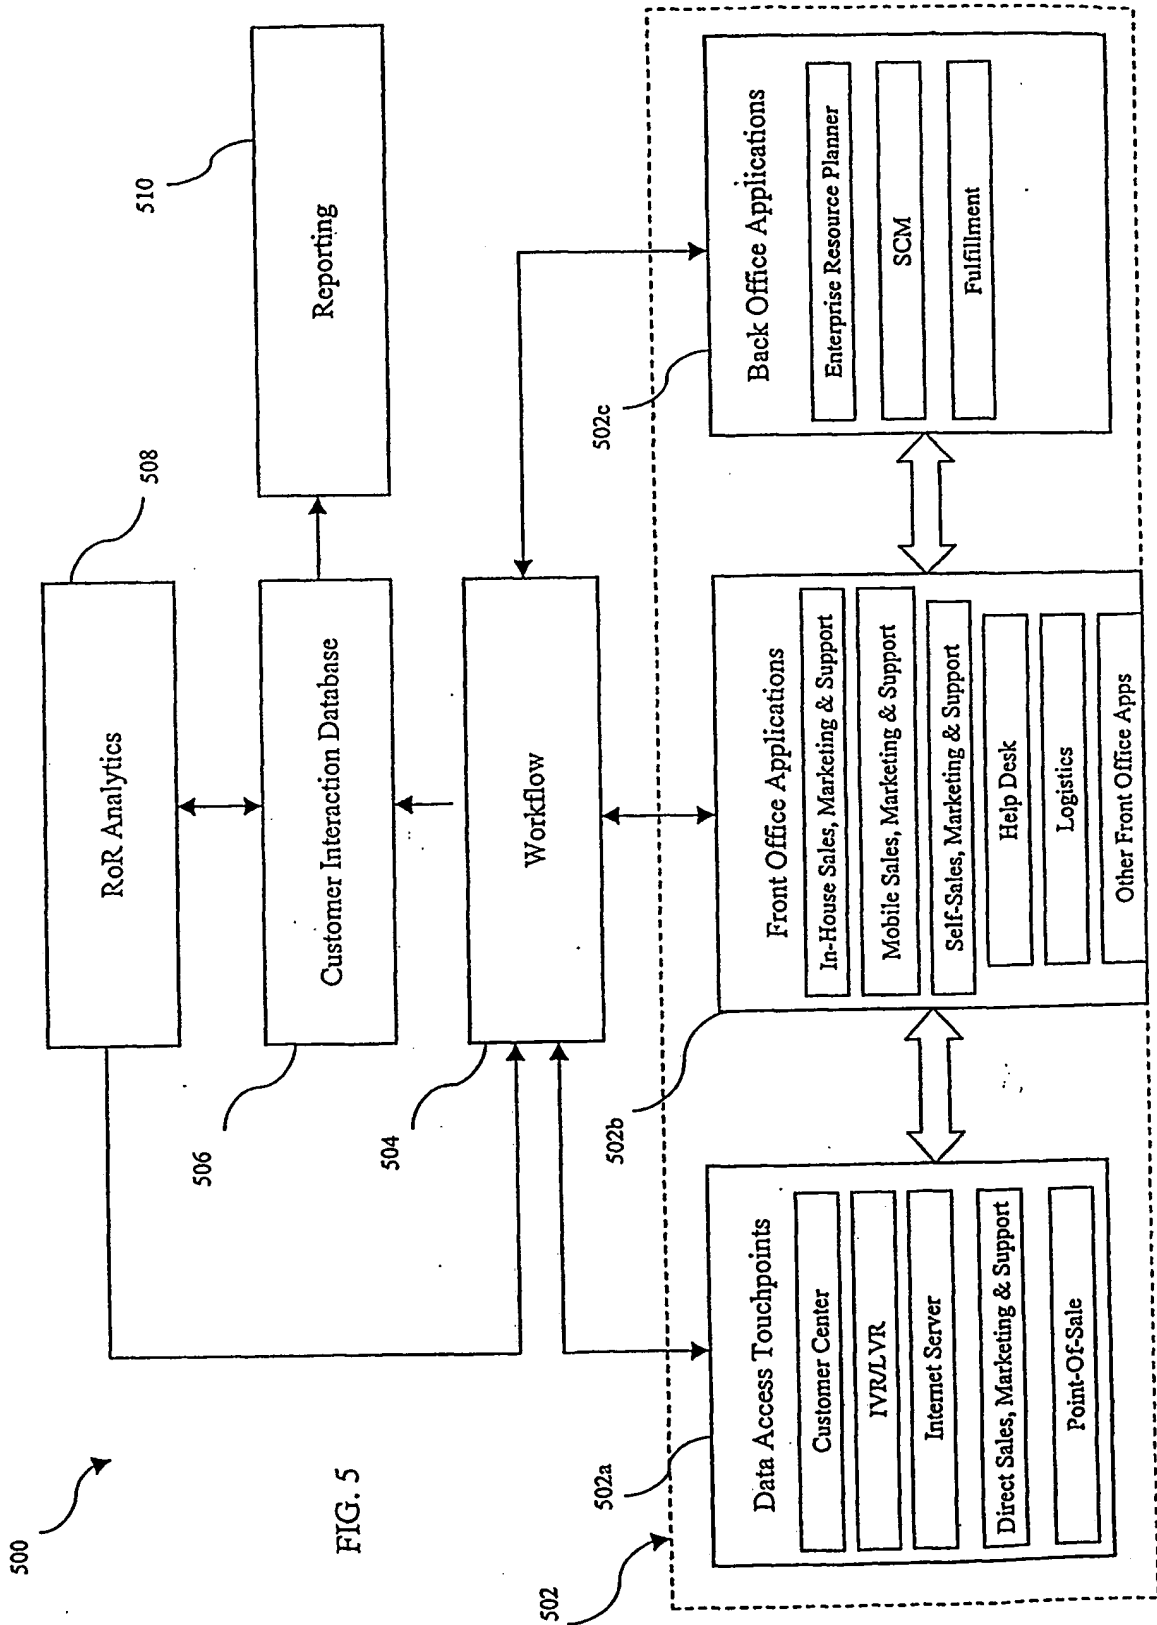 500
FIG. 5
RoR Analytics
508
Customer Interaction Database
506
Reporting
510
Workflow
504
502
502a
Data Access Touchpoints
Customer Center
IVR/LVR
Internet Server
Direct Sales, Marketing & Support
Point-Of-Sale
502b
Front Office Applications
In-House Sales, Marketing & Support
Mobile Sales, Marketing & Support
Self-Sales, Marketing & Support
Help Desk
Logistics
Other Front Office Apps
502c
Back Office Applications
Enterprise Resource Planner
SCM
Fulfillment